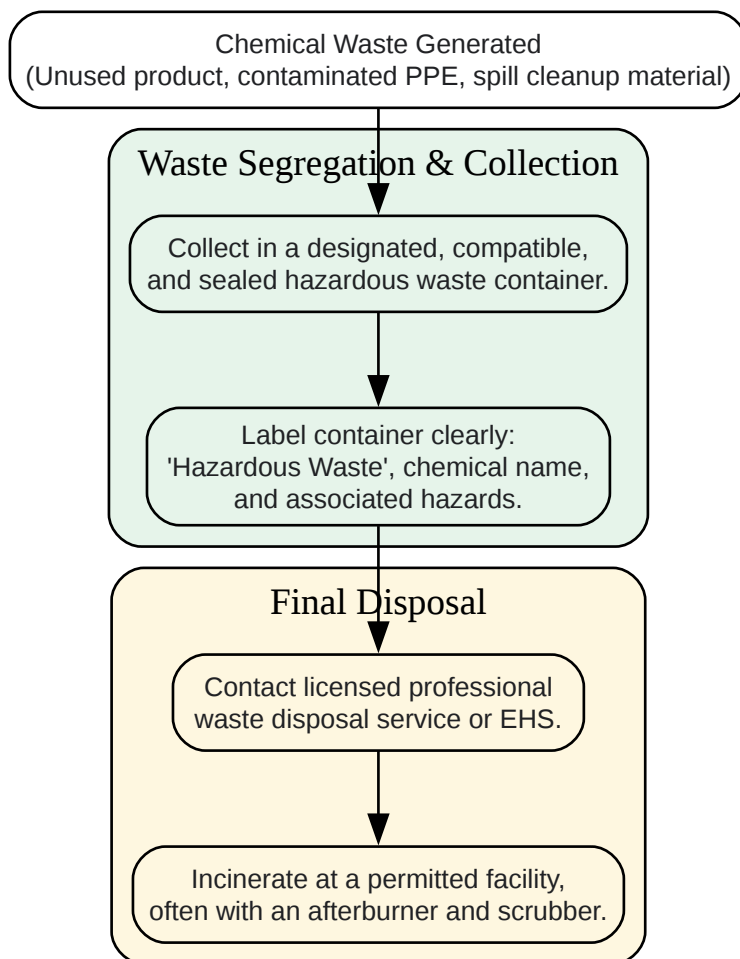 Chemical Waste Generated
(Unused product, contaminated PPE, spill cleanup material)
Waste Segregation & Collection
Collect in a designated, compatible,
and sealed hazardous waste container.
Label container clearly:
'Hazardous Waste', chemical name,
and associated hazards.
Final Disposal
Contact licensed professional
waste disposal service or EHS.
Incinerate at a permitted facility,
often with an afterburner and scrubber.